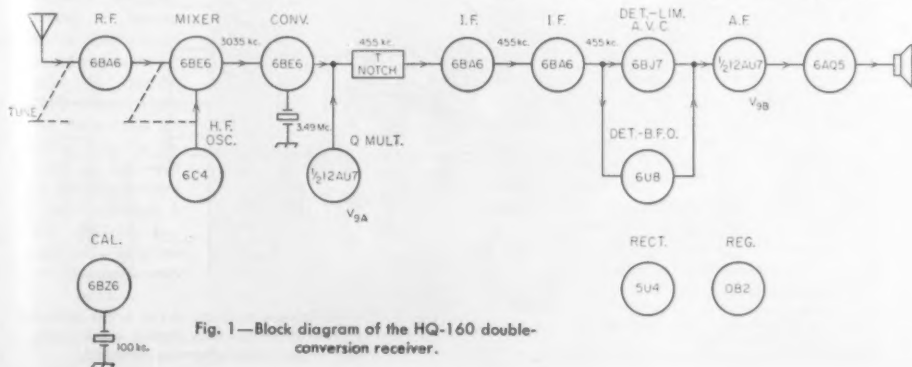 R.F.
MIXER
CONV.
I.F.
I.F.
DET.-LIM.
A.V.C.
A.F.
6BA6
6BE6
3035 kc.
6BE6
455 kc.
T
NOTCH
6BA6
455kc.
6BA6
455 kc.
6BJ7
½12AU7
6AQ5
V9B
TUNE
H.F.
OSC.
3.49 Mc.
Q MULT.
DET.-B.F.O.
6C4
½12AU7
6U8
V9A
CAL.
RECT.
REG.
6BZ6
5U4
OB2
100 kc.
Fig. 1—Block diagram of the HQ-160 double-
conversion receiver.